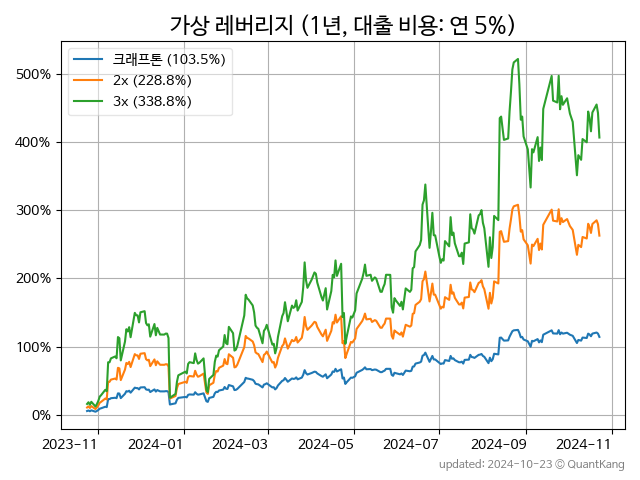 가상 레버리지 (1년, 대출 비용: 연 5%)
크래프톤 (103.5%)
2x (228.8%)
3x (338.8%)
500%
400%
300%
200%
100%
0%
2023-11 2024-01 2024-03 2024-05 2024-07 2024-09 2024-11
updated: 2024-10-23 © QuantKang